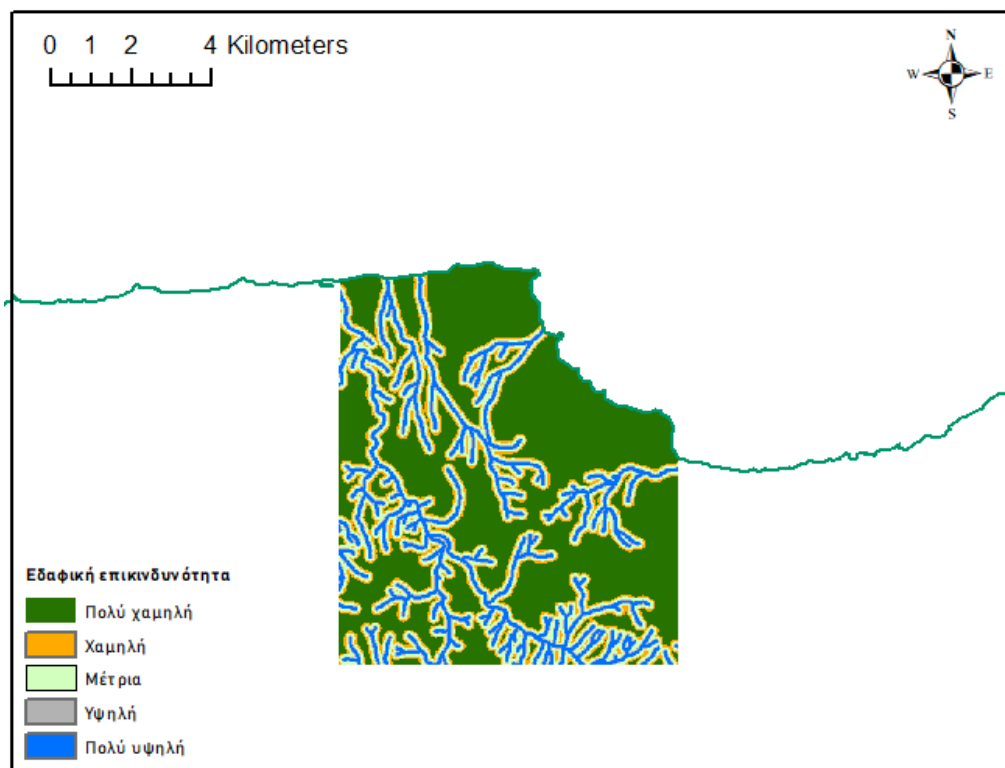 0 1 2 4 Kilometers
N
W E
S
Εδαφική επικινδυνότητα
Πολύ χαμηλή
Χαμηλή
Μέτρια
Υψηλή
Πολύ υψηλή